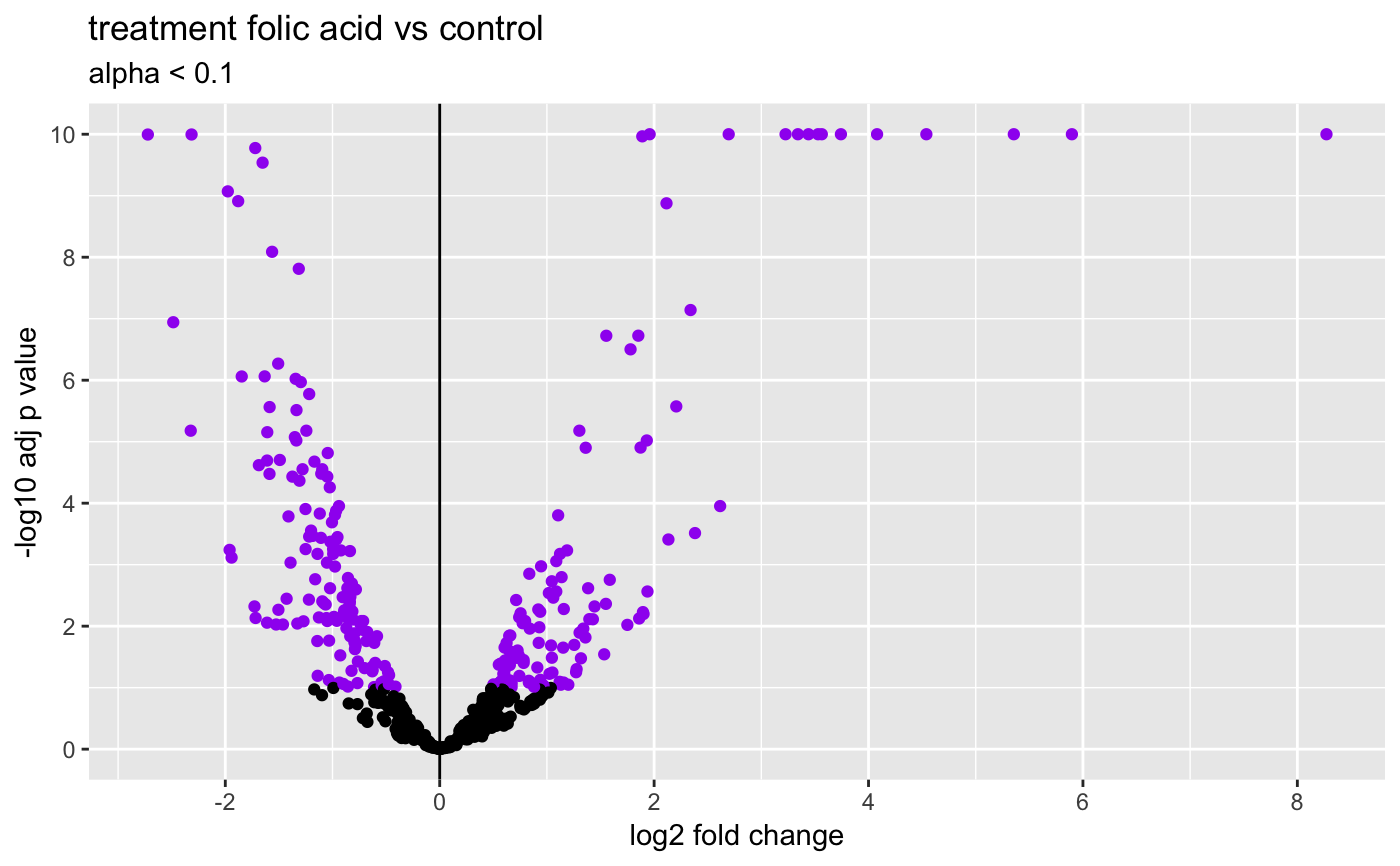 treatment folic acid vs control
alpha < 0.1
10
8
6
4
2
0
-log10 adj p value
-2 0 2 4 6 8
log2 fold change